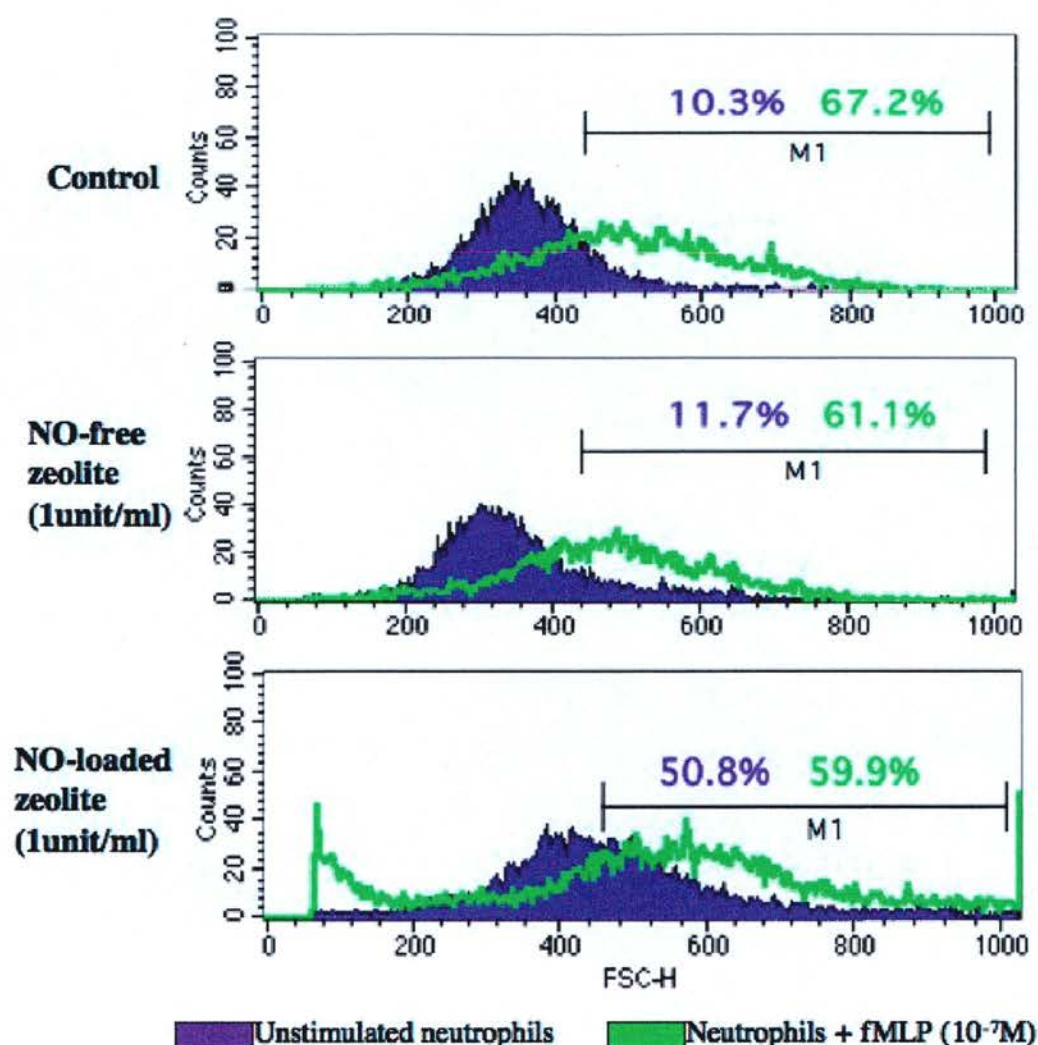 100
80
60
40
20
0
Counts
Control
10.3% 67.2%
M1
0 200 400 600 800 1000
100
80
60
40
20
0
Counts
NO-free
zeolite
(1unit/ml)
11.7% 61.1%
M1
0 200 400 600 800 1000
100
80
60
40
20
0
Counts
NO-loaded
zeolite
(1unit/ml)
50.8% 59.9%
M1
0 200 400 600 800 1000
FSC-H
Unstimulated neutrophils Neutrophils + fMLP (10⁻⁷M)